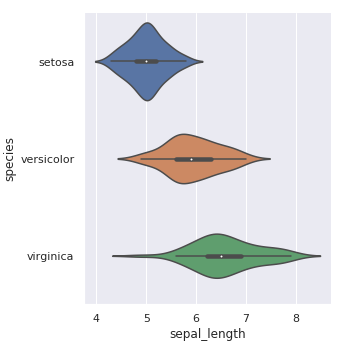 setosa
versicolor
virginica
species
4 5 6 7 8
sepal_length